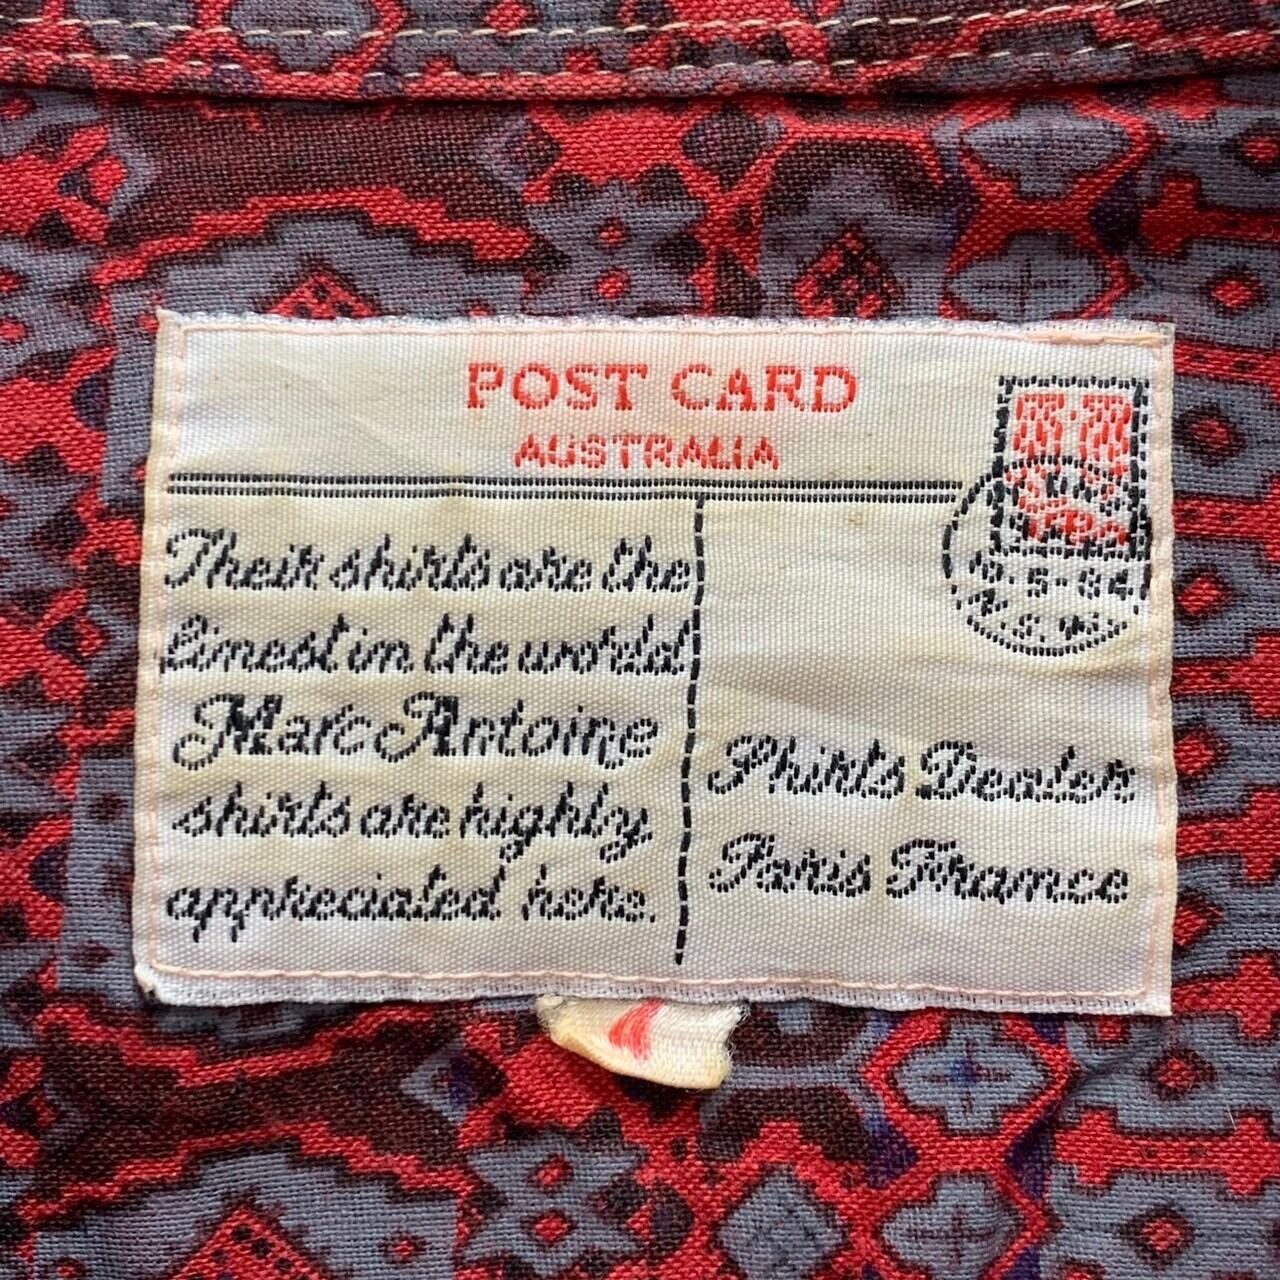 POST CARD
AUSTRALIA
Their shirts are the
finest in the world
Marc Antoine
shirts are highly
appreciated here.
N.S.W.
Shirts Dealer
Paris France